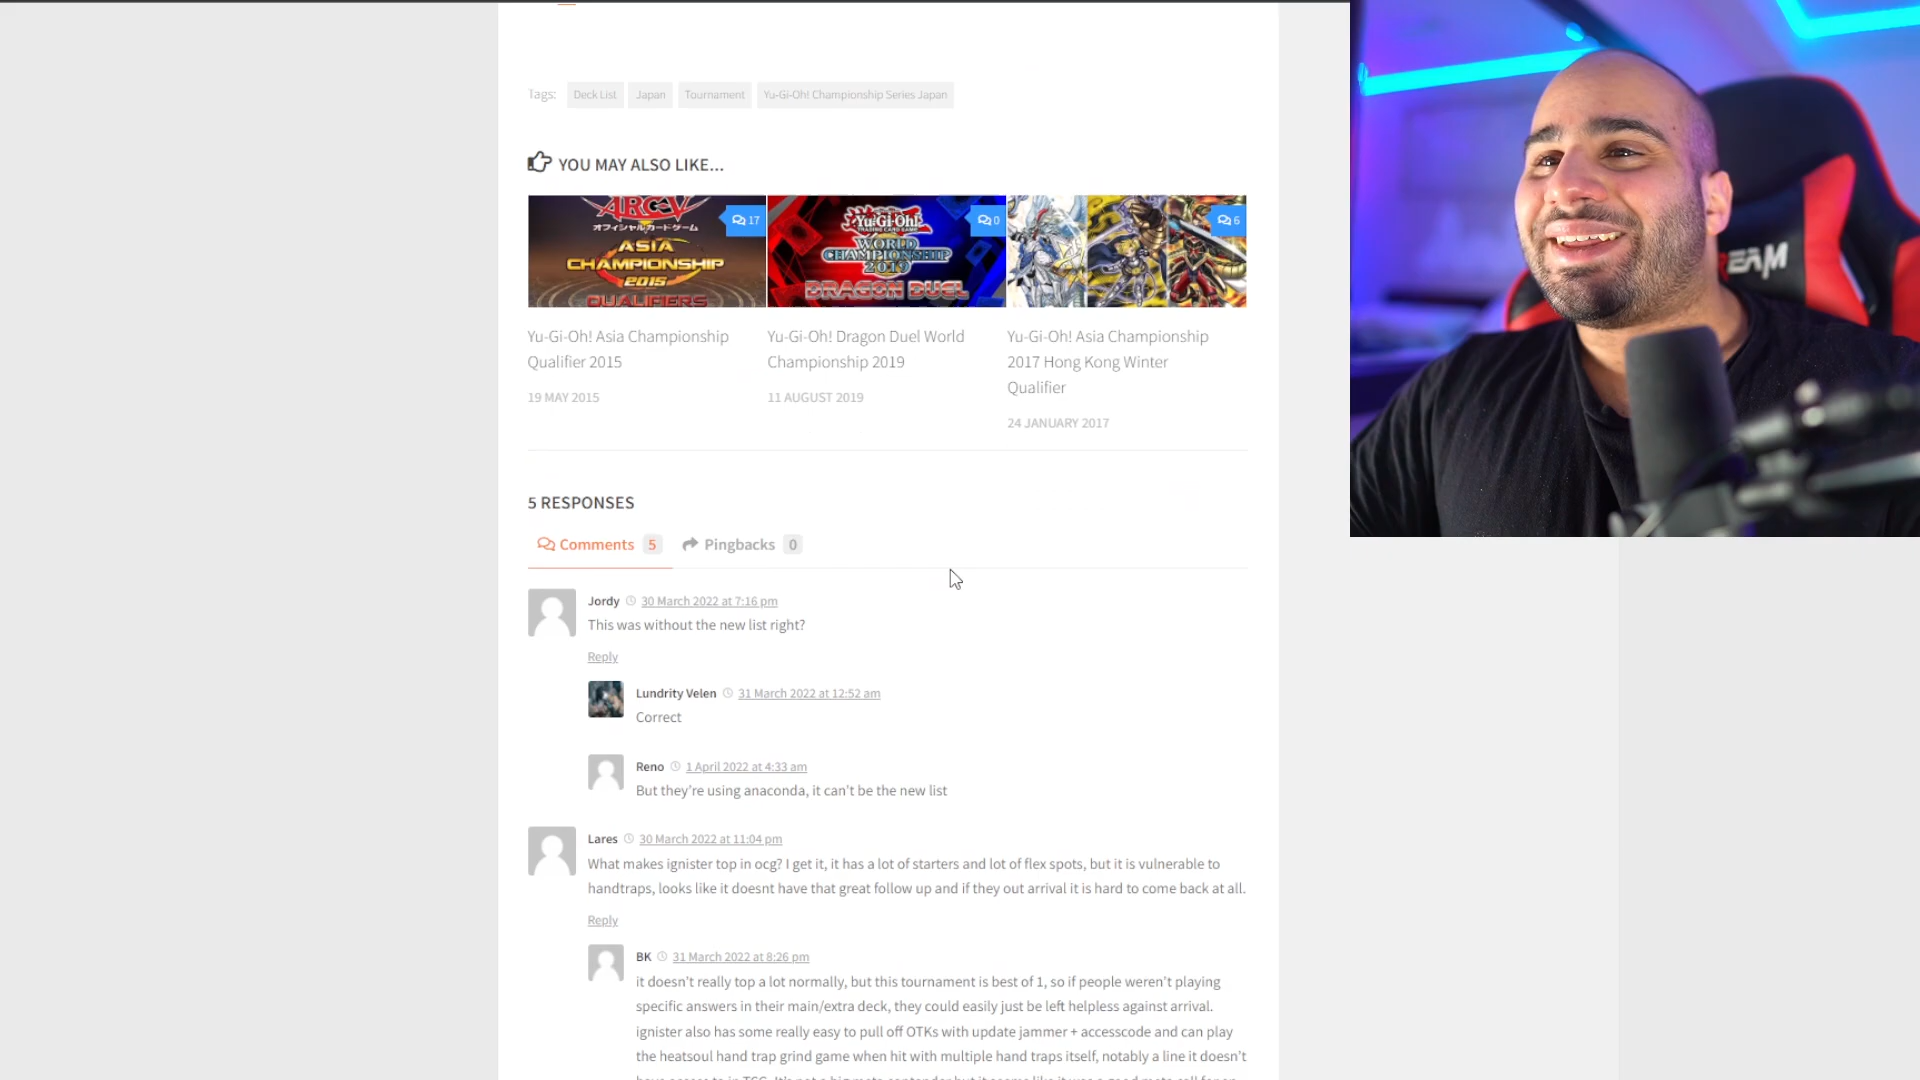 Tags: Deck List Japan Tournament Yu-Gi-Oh! Championship Series Japan
YOU MAY ALSO LIKE...
ARC-V
オフィシャルカードゲーム
ASIA
CHAMPIONSHIP
2015
QUALIFIERS
17
Yu-Gi-Oh!
TRADING CARD GAME
WORLD
CHAMPIONSHIP
2019
DRAGON DUEL
0
6
Yu-Gi-Oh! Asia Championship
Qualifier 2015
19 MAY 2015
Yu-Gi-Oh! Dragon Duel World
Championship 2019
11 AUGUST 2019
Yu-Gi-Oh! Asia Championship
2017 Hong Kong Winter
Qualifier
24 JANUARY 2017
5 RESPONSES
Comments 5 Pingbacks 0
Jordy 30 March 2022 at 7:16 pm
This was without the new list right?
Reply
Lundrity Velen 31 March 2022 at 12:52 am
Correct
Reno 1 April 2022 at 4:33 am
But they're using anaconda, it can't be the new list
Lares 30 March 2022 at 11:04 pm
What makes ignister top in ocg? I get it, it has a lot of starters and lot of flex spots, but it is vulnerable to
handtraps, looks like it doesnt have that great follow up and if they out arrival it is hard to come back at all.
Reply
BK 31 March 2022 at 8:26 pm
it doesn't really top a lot normally, but this tournament is best of 1, so if people weren't playing
specific answers in their main/extra deck, they could easily just be left helpless against arrival.
ignister also has some really easy to pull off OTKs with update jammer + accesscode and can play
the heatsoul hand trap grind game when hit with multiple hand traps itself, notably a line it doesn't